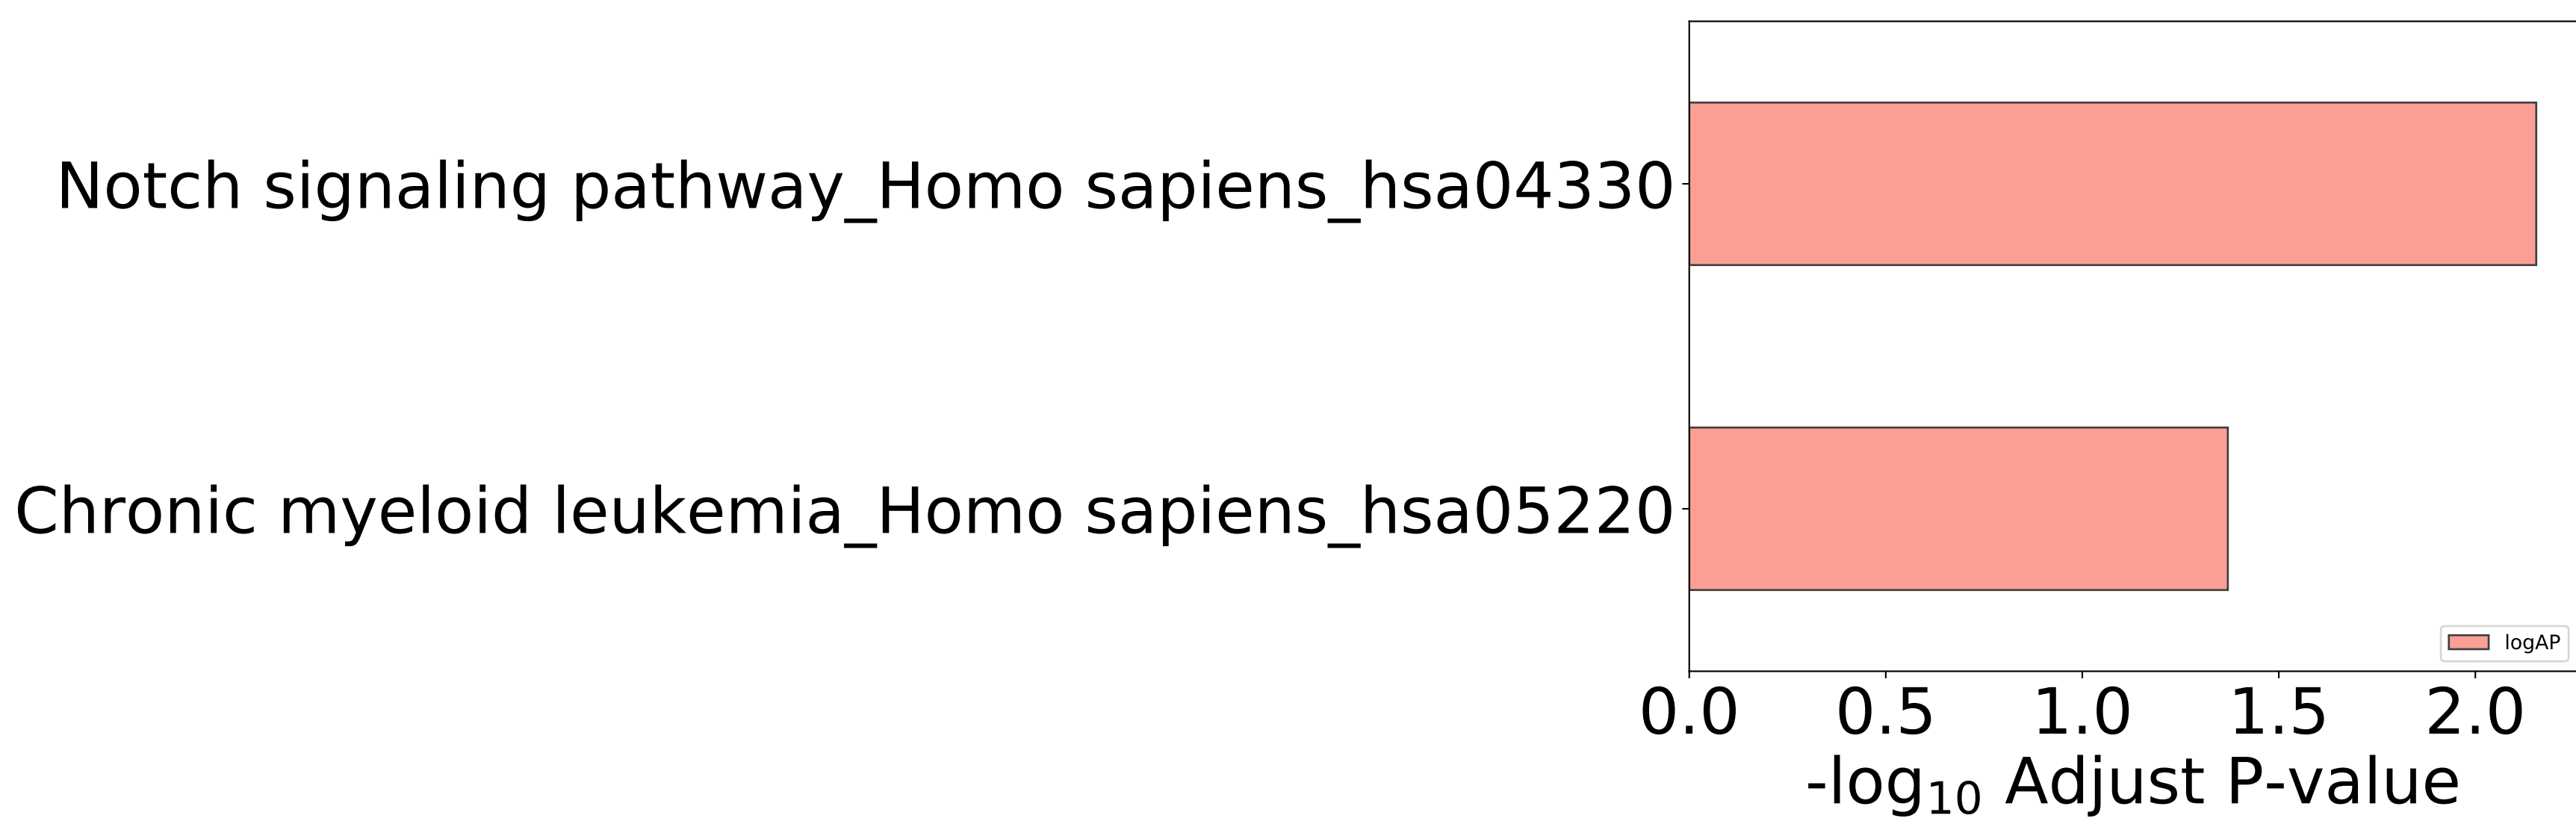 Notch signaling pathway_Homo sapiens_hsa04330
Chronic myeloid leukemia_Homo sapiens_hsa05220
logAP
0.0 0.5 1.0 1.5 2.0
-log10 Adjust P-value